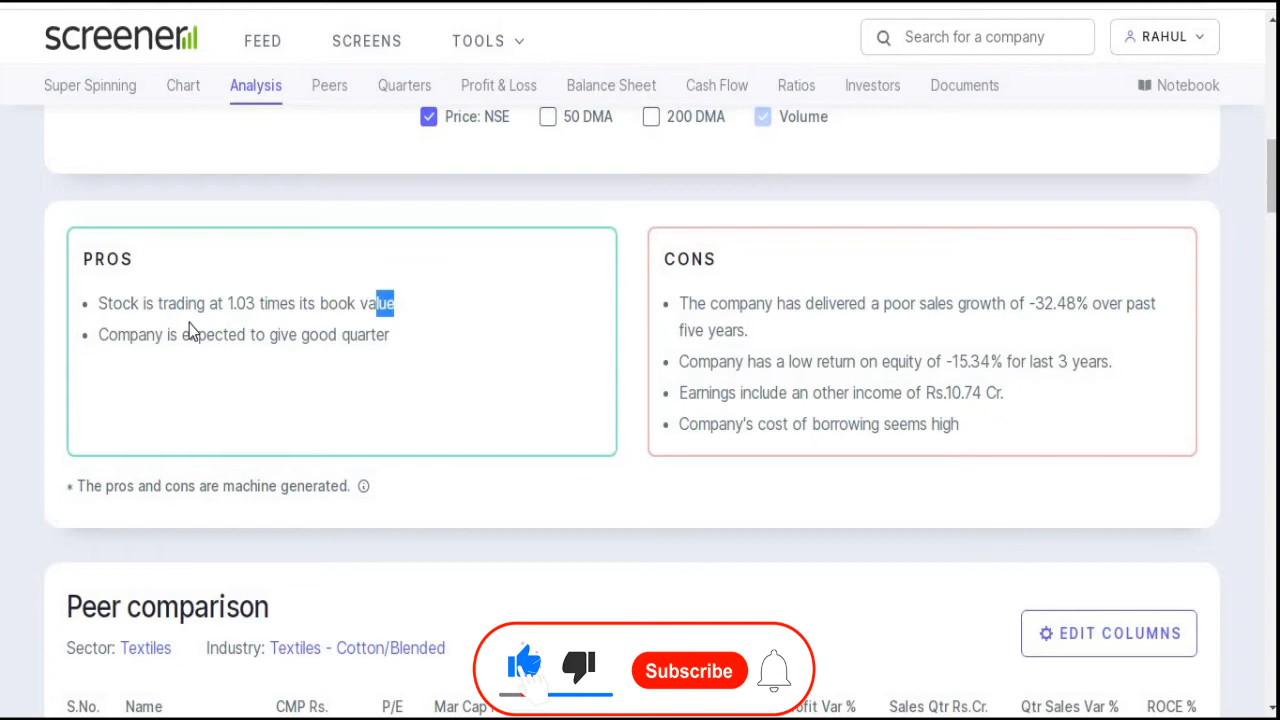 screener FEED SCREENS TOOLS Search for a company RAHUL
Super Spinning Chart Analysis Peers Quarters Profit & Loss Balance Sheet Cash Flow Ratios Investors Documents Notebook
Price: NSE 50 DMA 200 DMA Volume
PROS
Stock is trading at 1.03 times its book value
Company is expected to give good quarter
CONS
The company has delivered a poor sales growth of -32.48% over past
five years.
Company has a low return on equity of -15.34% for last 3 years.
Earnings include an other income of Rs.10.74 Cr.
Company's cost of borrowing seems high
* The pros and cons are machine generated.
Peer comparison
EDIT COLUMNS
Sector: Textiles Industry: Textiles - Cotton/Blended
Subscribe
S.No. Name CMP Rs. P/E Mar Cap Var % Sales Qtr Rs.Cr. Qtr Sales Var % ROCE %